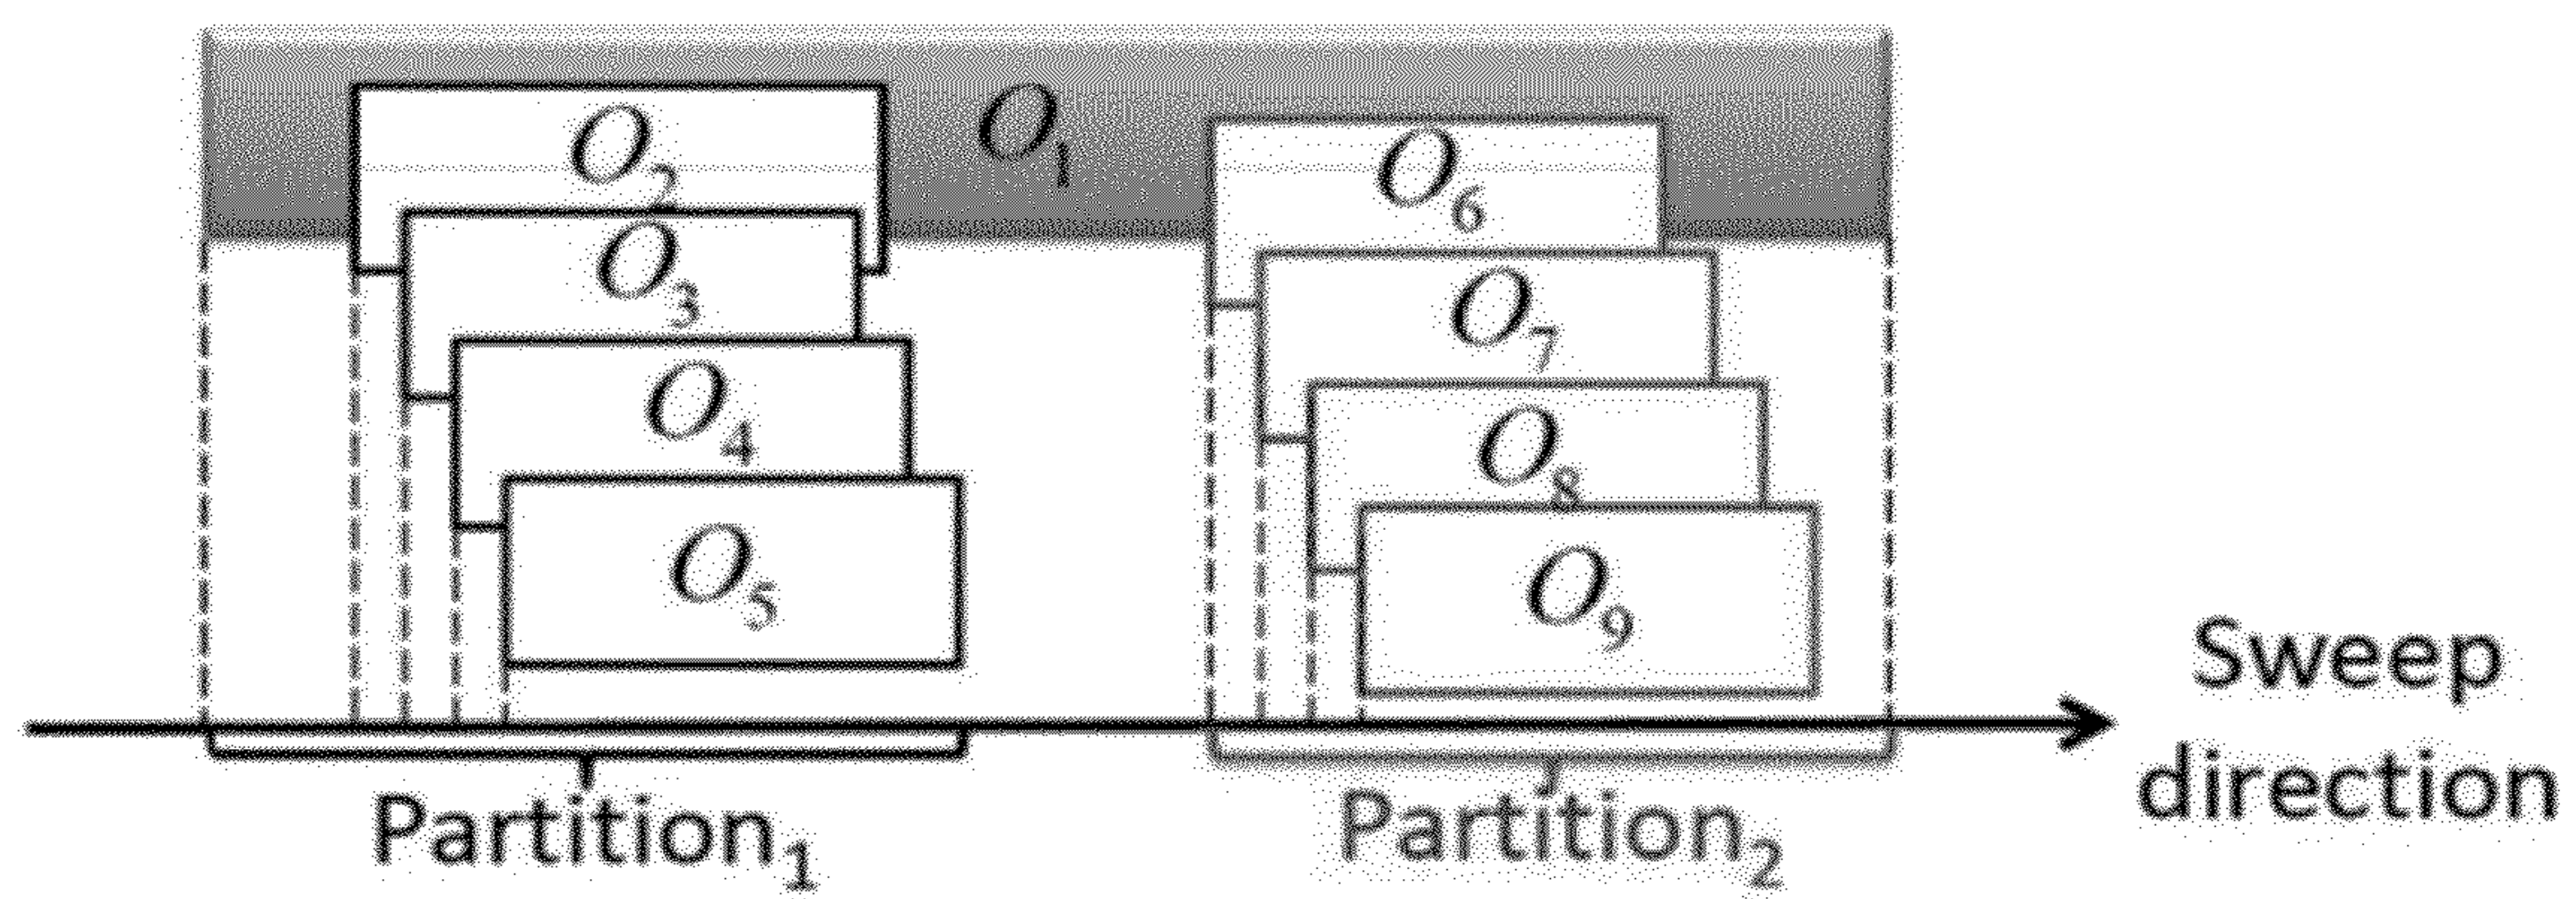 O1
O2
O6
O3
O7
O4
O8
O5
O9
Sweep
direction
Partition1
Partition2